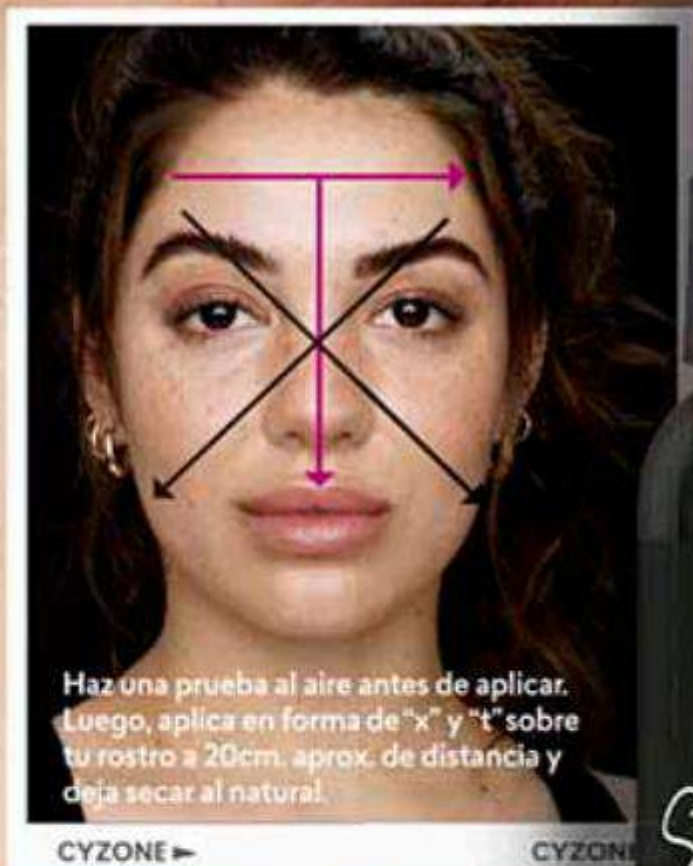 Haz una prueba al aire antes de aplicar.
Luego, aplica en forma de "x" y "t" sobre
tu rostro a 20cm. aprox. de distancia y
deja secar al natural.
CYZONE CYZONE